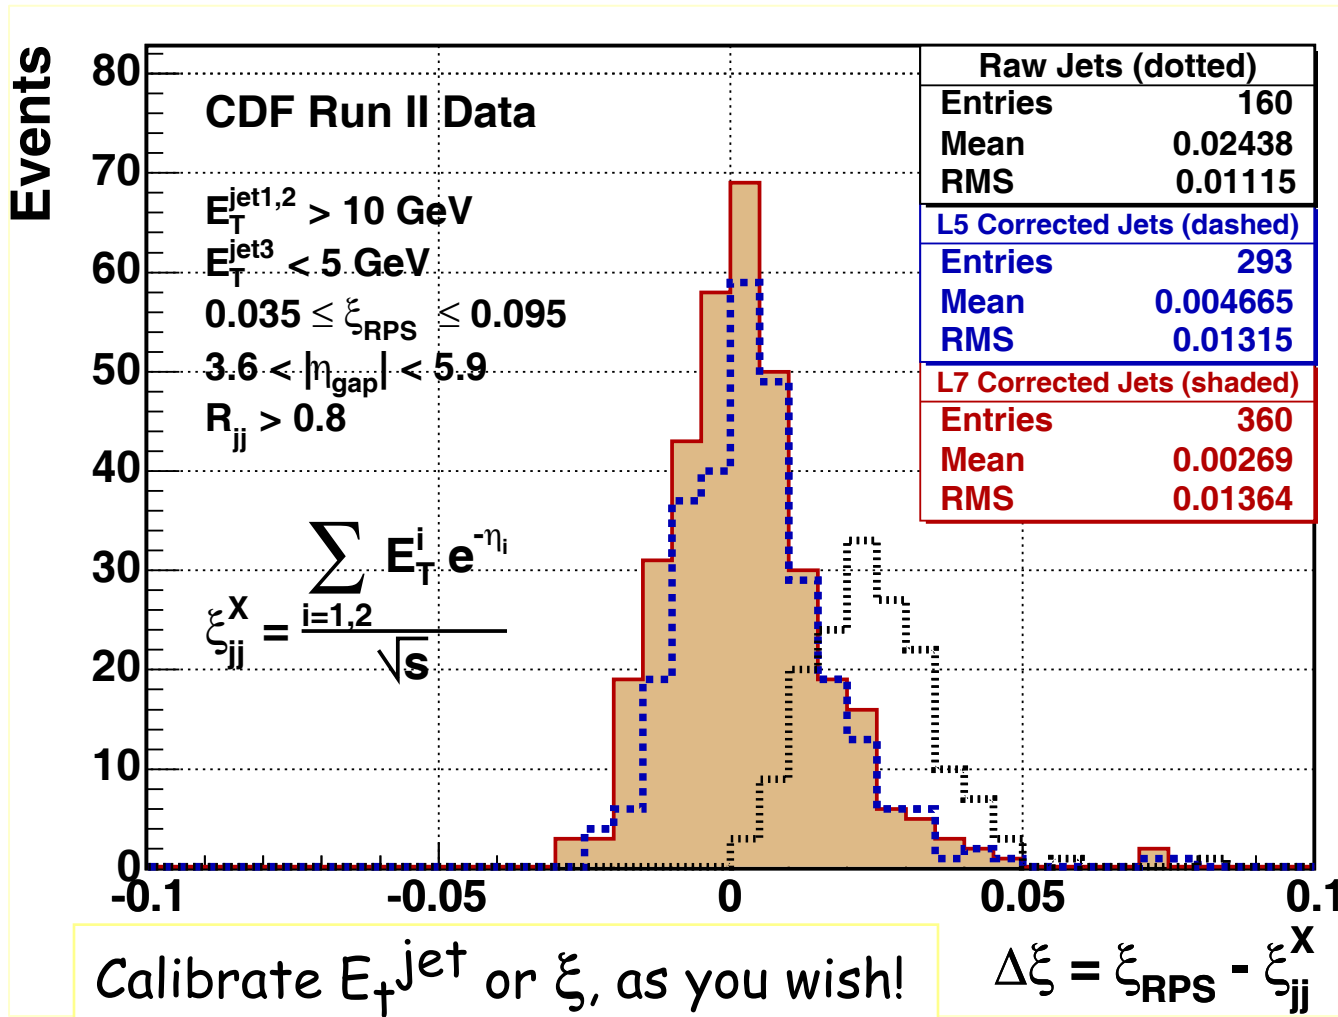 Events
80
70
60
50
40
30
20
10
0
-0.1
-0.05
0
0.05
0.1
CDF Run II Data
E_T^jet1,2 > 10 GeV
E_T^jet3 < 5 GeV
0.035 ≤ ξ_RPS ≤ 0.095
3.6 < |η_gap| < 5.9
R_jj > 0.8
ξ_jj^X = ∑_{i=1,2} E_T^i e^{-η_i} / √s
Raw Jets (dotted)
Entries 160
Mean 0.02438
RMS 0.01115
L5 Corrected Jets (dashed)
Entries 293
Mean 0.004665
RMS 0.01315
L7 Corrected Jets (shaded)
Entries 360
Mean 0.00269
RMS 0.01364
Calibrate E_t^jet or ξ, as you wish!
Δξ = ξ_RPS - ξ_jj^X